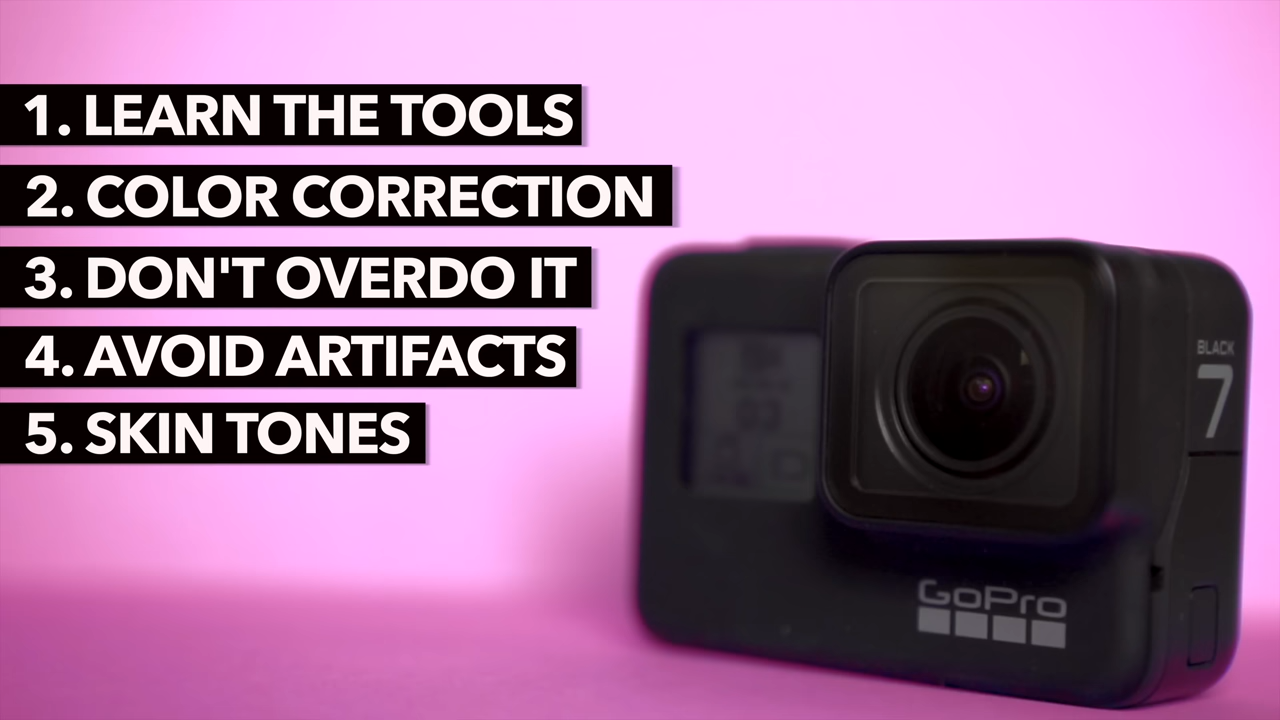 1. LEARN THE TOOLS
2. COLOR CORRECTION
3. DON'T OVERDO IT
4. AVOID ARTIFACTS
5. SKIN TONES
BLACK
7
GoPro